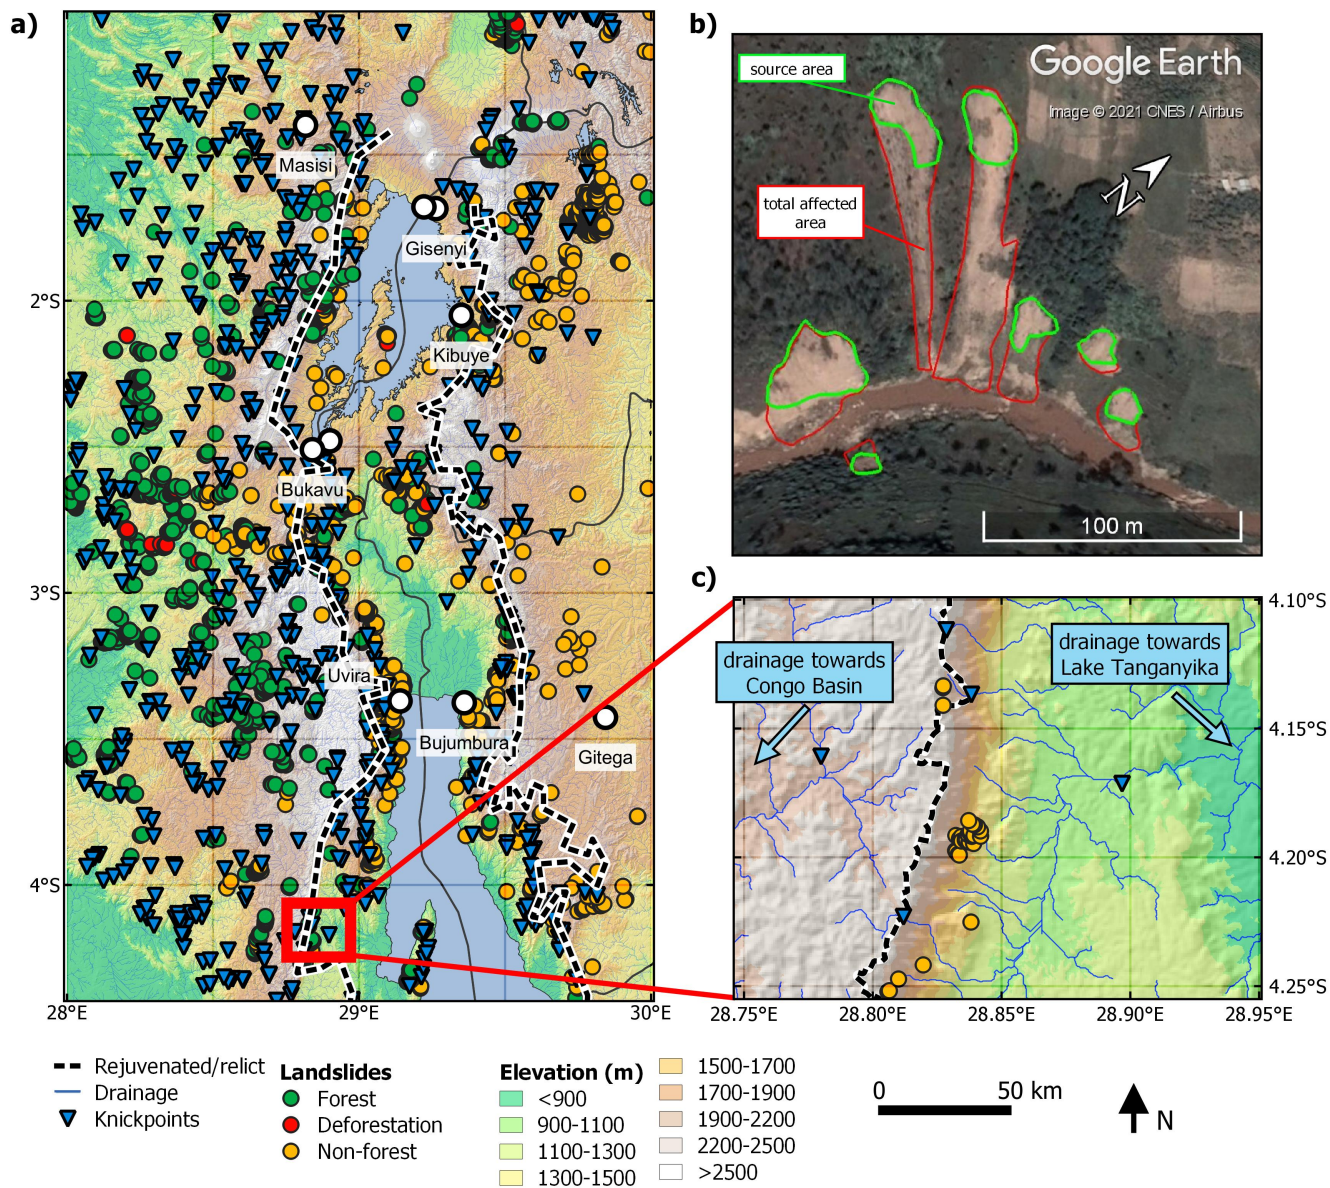 a)
Masisi
Gisenyi
Kibuye
Bukavu
Uvira
Bujumbura
Gitega
2°S
3°S
4°S
28°E
29°E
30°E
b)
source area
total affected
area
Google Earth
Image © 2021 CNES / Airbus
N
100 m
c)
drainage towards
Congo Basin
drainage towards
Lake Tanganyika
4.10°S
4.15°S
4.20°S
4.25°S
28.75°E
28.80°E
28.85°E
28.90°E
28.95°E
Rejuvenated/relict
Drainage
Knickpoints
Landslides
Forest
Deforestation
Non-forest
Elevation (m)
<900
900-1100
1100-1300
1300-1500
1500-1700
1700-1900
1900-2200
2200-2500
>2500
0 50 km
N